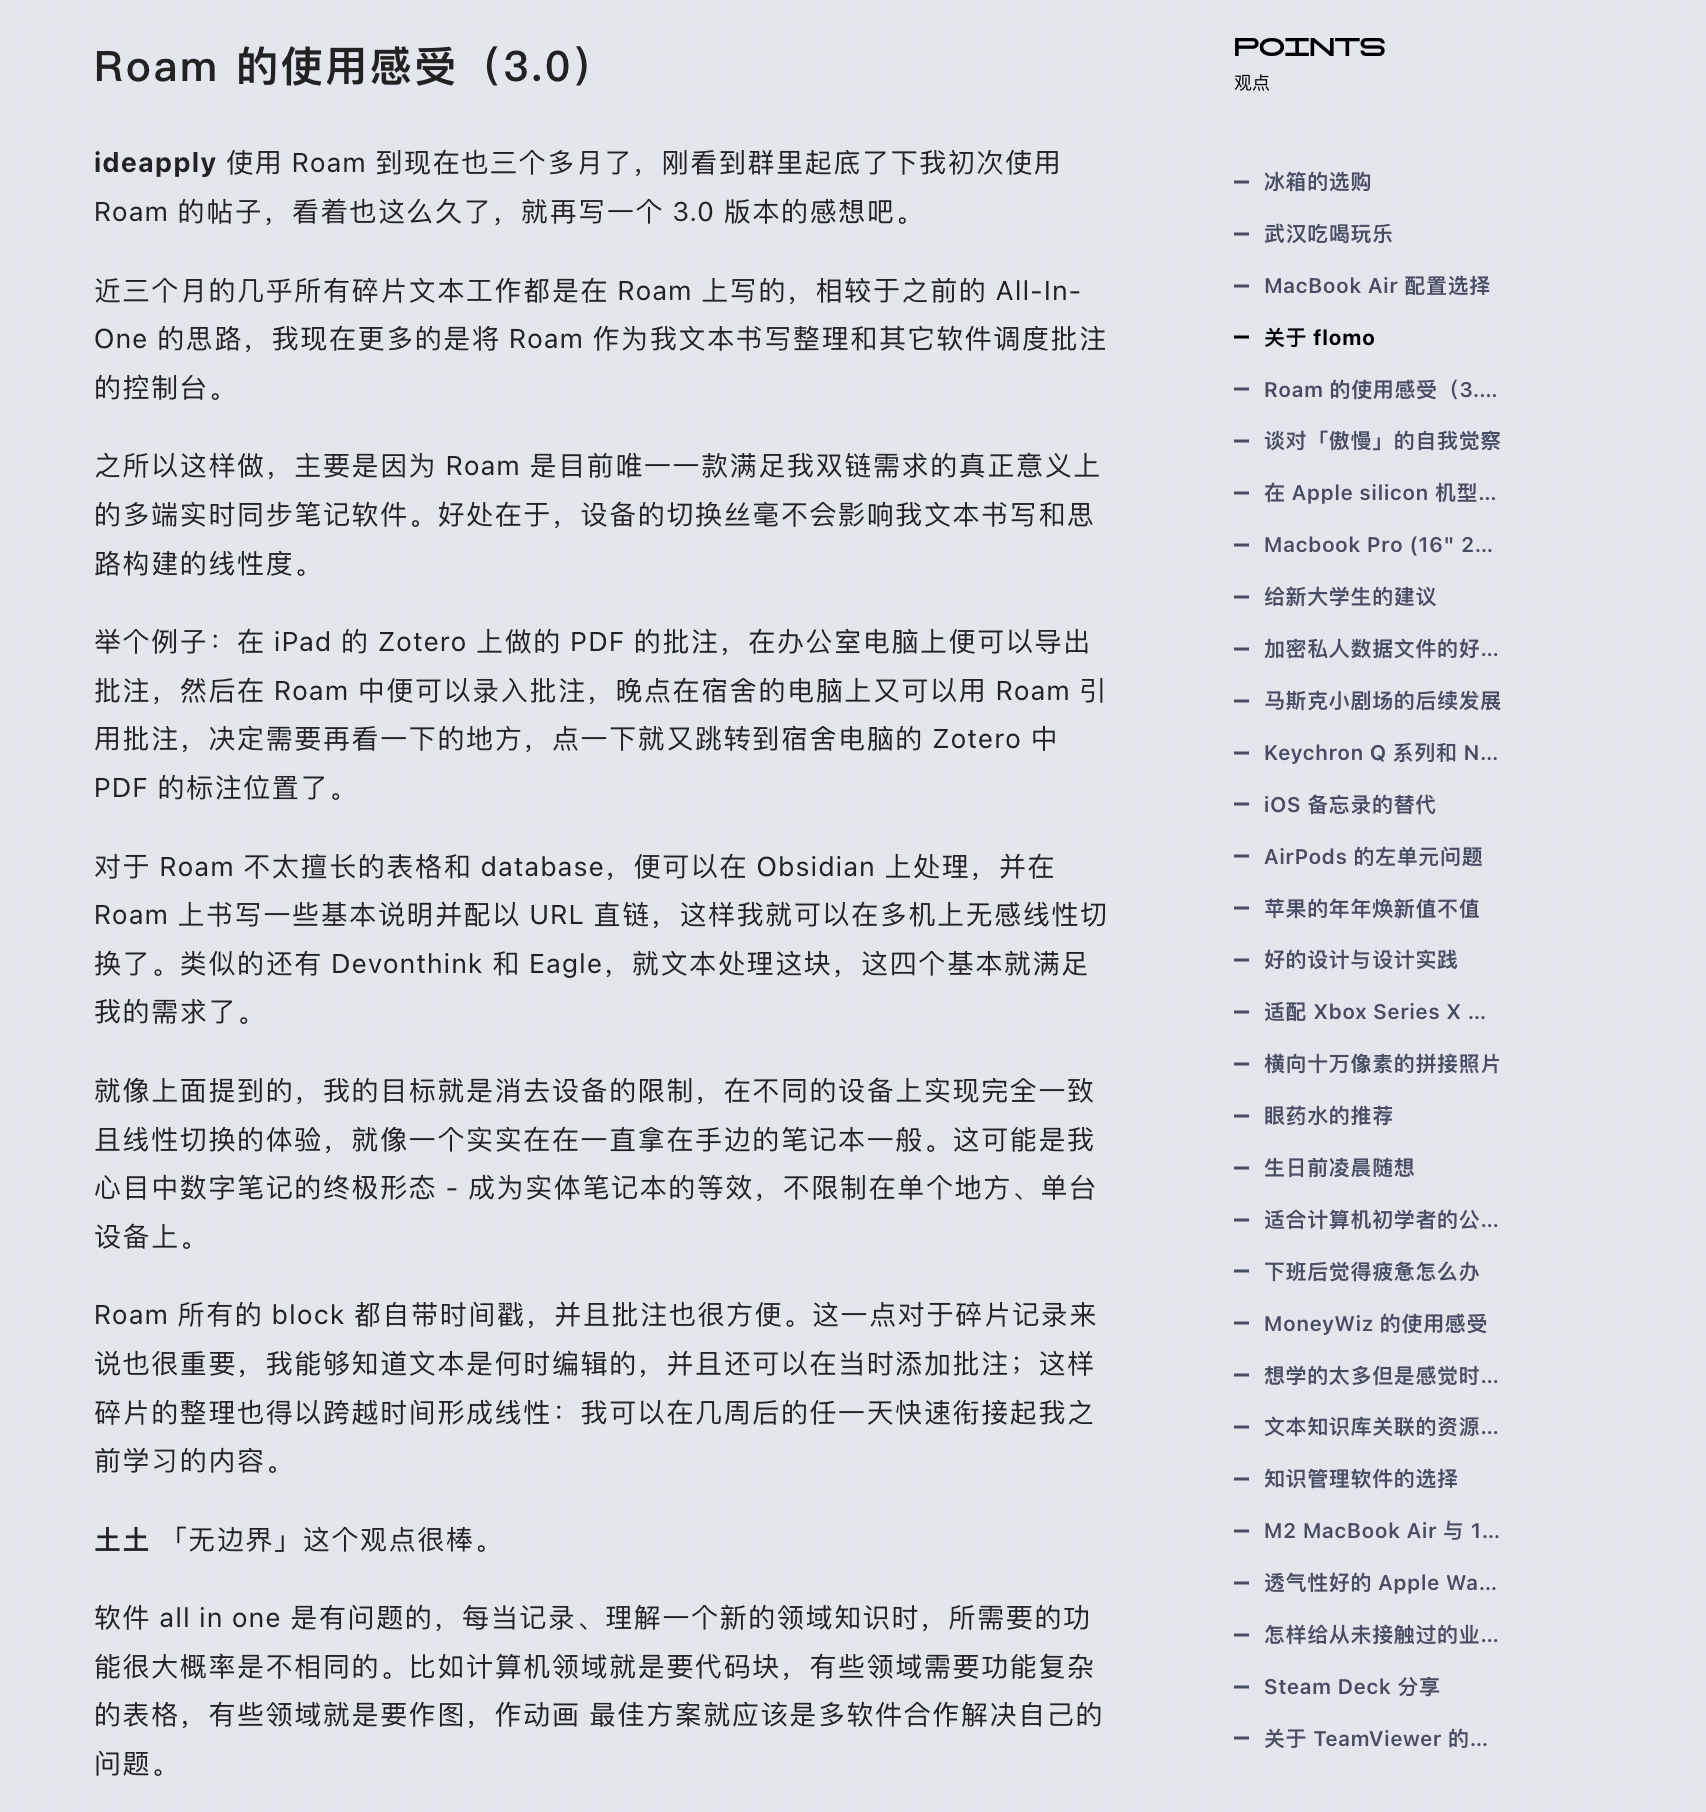 Roam 的使用感受（3.0）
ideapply 使用 Roam 到现在也三个多月了，刚看到群里起底了下我初次使用
Roam 的帖子，看着也这么久了，就再写一个 3.0 版本的感想吧。
近三个月的几乎所有碎片文本工作都是在 Roam 上写的，相较于之前的 All-In-
One 的思路，我现在更多的是将 Roam 作为我文本书写整理和其它软件调度批注
的控制台。
之所以这样做，主要是因为 Roam 是目前唯一一款满足我双链需求的真正意义上
的多端实时同步笔记软件。好处在于，设备的切换丝毫不会影响我文本书写和思
路构建的线性度。
举个例子：在 iPad 的 Zotero 上做的 PDF 的批注，在办公室电脑上便可以导出
批注，然后在 Roam 中便可以录入批注，晚点在宿舍的电脑上又可以用 Roam 引
用批注，决定需要再看一下的地方，点一下就又跳转到宿舍电脑的 Zotero 中
PDF 的标注位置了。
对于 Roam 不太擅长的表格和 database，便可以在 Obsidian 上处理，并在
Roam 上书写一些基本说明并配以 URL 直链，这样我就可以在多机上无感线性切
换了。类似的还有 Devonthink 和 Eagle，就文本处理这块，这四个基本就满足
我的需求了。
就像上面提到的，我的目标就是消去设备的限制，在不同的设备上实现完全一致
且线性切换的体验，就像一个实实在在一直拿在手边的笔记本一般。这可能是我
心目中数字笔记的终极形态 - 成为实体笔记本的等效，不限制在单个地方、单台
设备上。
Roam 所有的 block 都自带时间戳，并且批注也很方便。这一点对于碎片记录来
说也很重要，我能够知道文本是何时编辑的，并且还可以在当时添加批注；这样
碎片的整理也得以跨越时间形成线性：我可以在几周后的任一天快速衔接起我之
前学习的内容。
土土 「无边界」这个观点很棒。
软件 all in one 是有问题的，每当记录、理解一个新的领域知识时，所需要的功
能很大概率是不相同的。比如计算机领域就是要代码块，有些领域需要功能复杂
的表格，有些领域就是要作图，作动画 最佳方案就应该是多软件合作解决自己的
问题。
POINTS
观点
冰箱的选购
武汉吃喝玩乐
MacBook Air 配置选择
关于 flomo
Roam 的使用感受（3....
谈对「傲慢」的自我觉察
在 Apple silicon 机型...
Macbook Pro (16" 2...
给新大学生的建议
加密私人数据文件的好...
马斯克小剧场的后续发展
Keychron Q 系列和 N...
iOS 备忘录的替代
AirPods 的左单元问题
苹果的年年焕新值不值
好的设计与设计实践
适配 Xbox Series X ...
横向十万像素的拼接照片
眼药水的推荐
生日前凌晨随想
适合计算机初学者的公...
下班后觉得疲惫怎么办
MoneyWiz 的使用感受
想学的太多但是感觉时...
文本知识库关联的资源...
知识管理软件的选择
M2 MacBook Air 与 1...
透气性好的 Apple Wa...
怎样给从未接触过的业...
Steam Deck 分享
关于 TeamViewer 的...